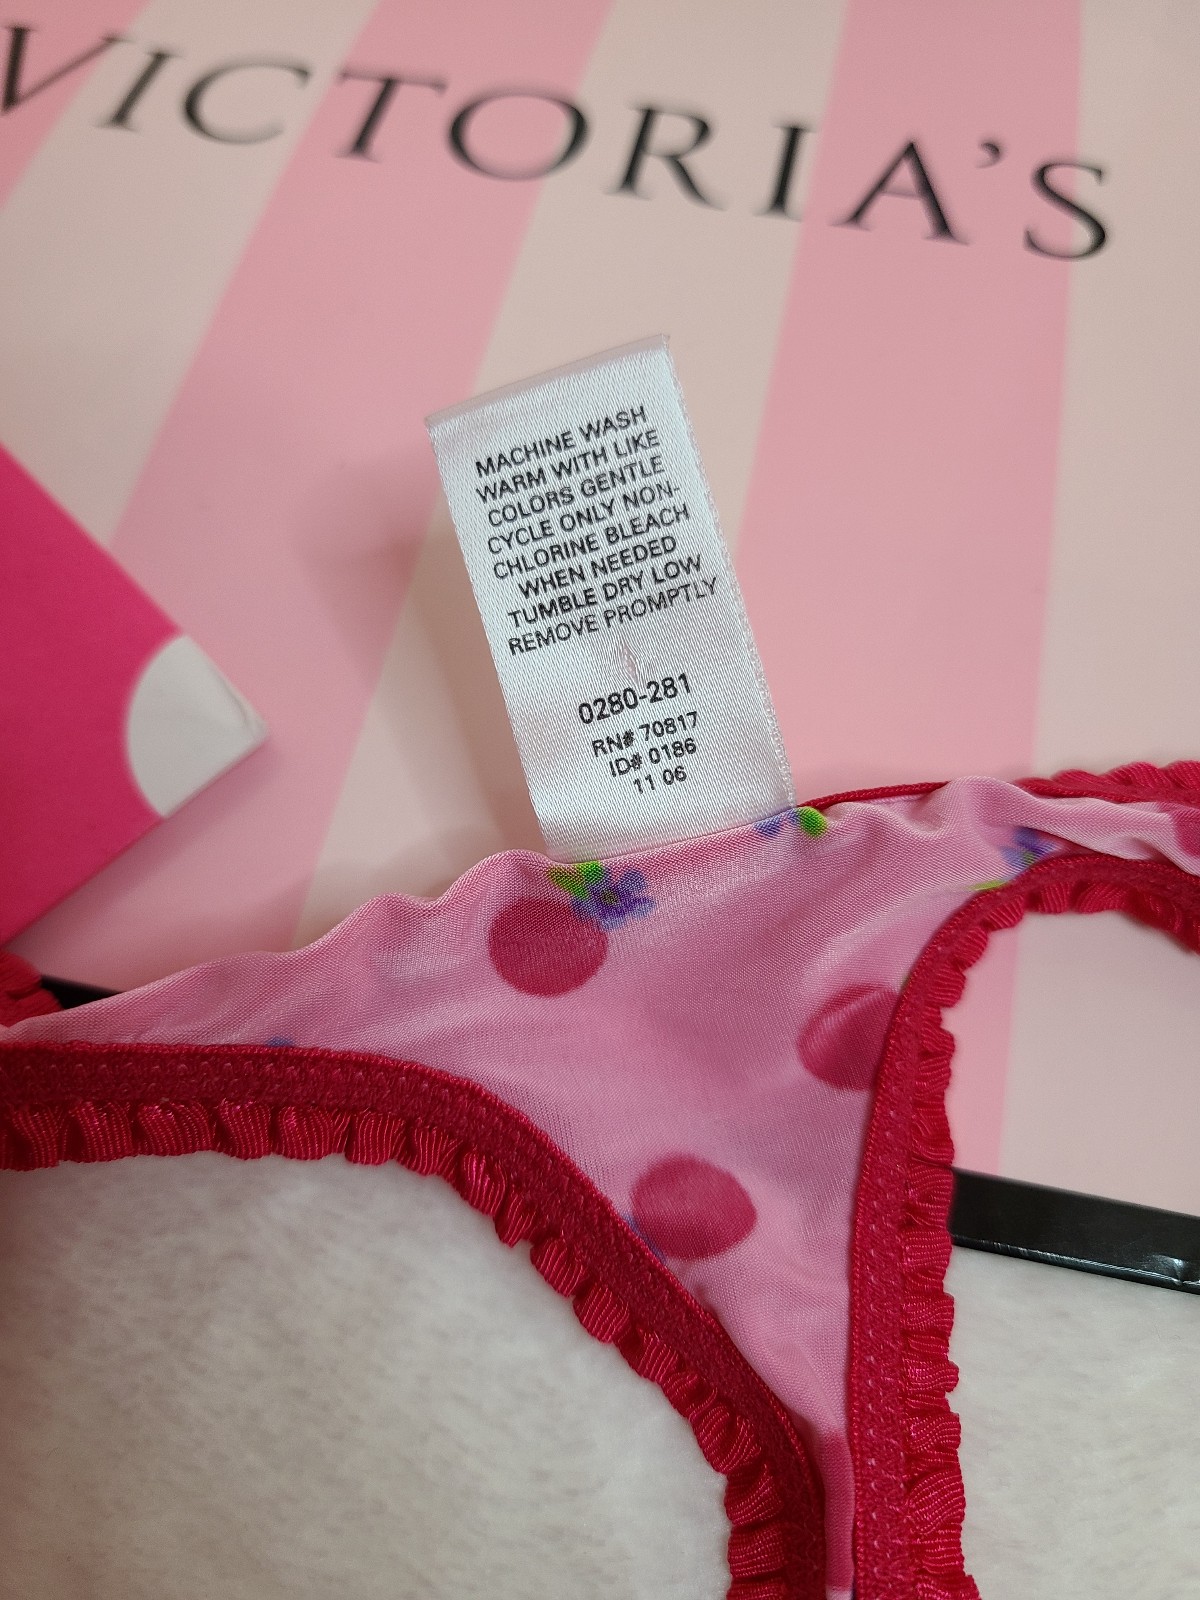 VICTORIA'S
MACHINE WASH
WARM WITH LIKE
COLORS GENTLE
CYCLE ONLY NON-
CHLORINE BLEACH
WHEN NEEDED
TUMBLE DRY LOW
REMOVE PROMPTLY
0280-281
RN# 70817
ID# 0186
11 06